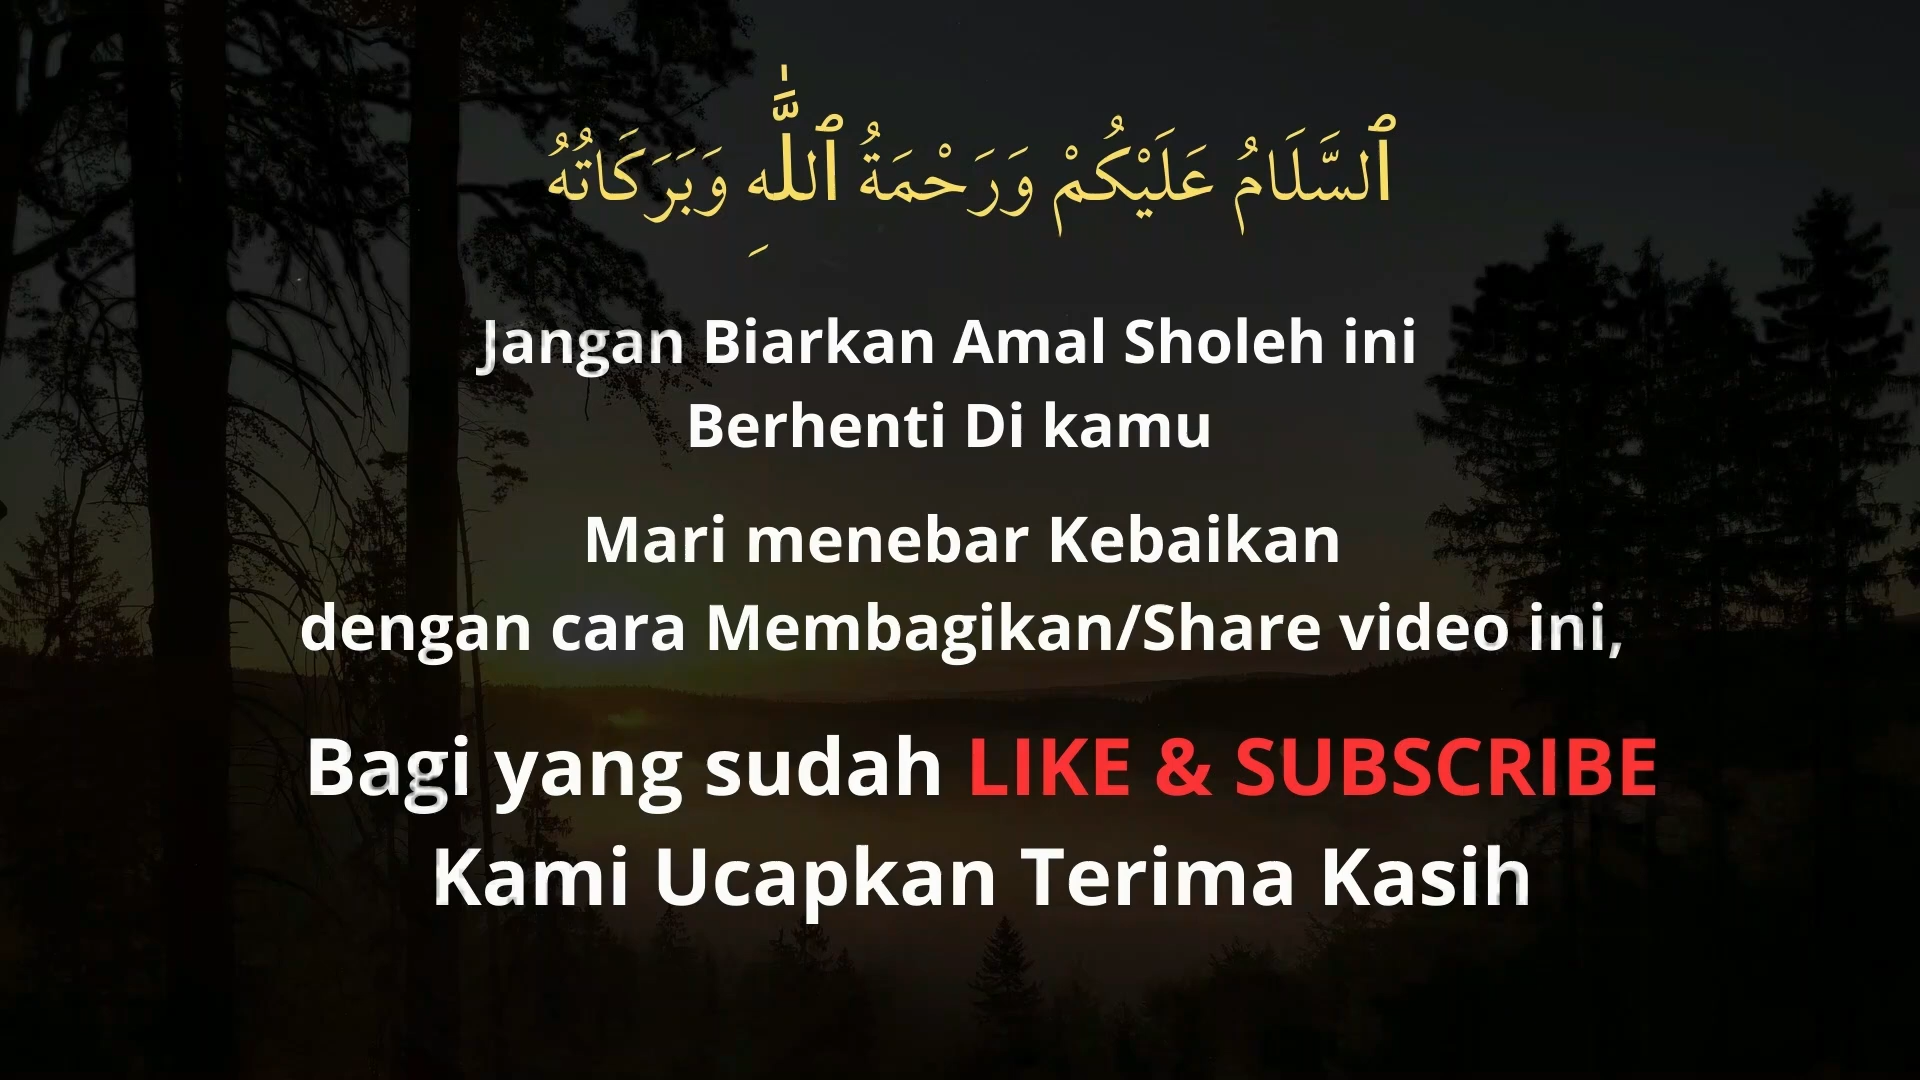 ٱلسَّلَامُ عَلَيْكُمْ وَرَحْمَةُ ٱللَّٰهِ وَبَرَكَاتُهُ
Jangan Biarkan Amal Sholeh ini
Berhenti Di kamu
Mari menebar Kebaikan
dengan cara Membagikan/Share video ini,
Bagi yang sudah LIKE & SUBSCRIBE
Kami Ucapkan Terima Kasih